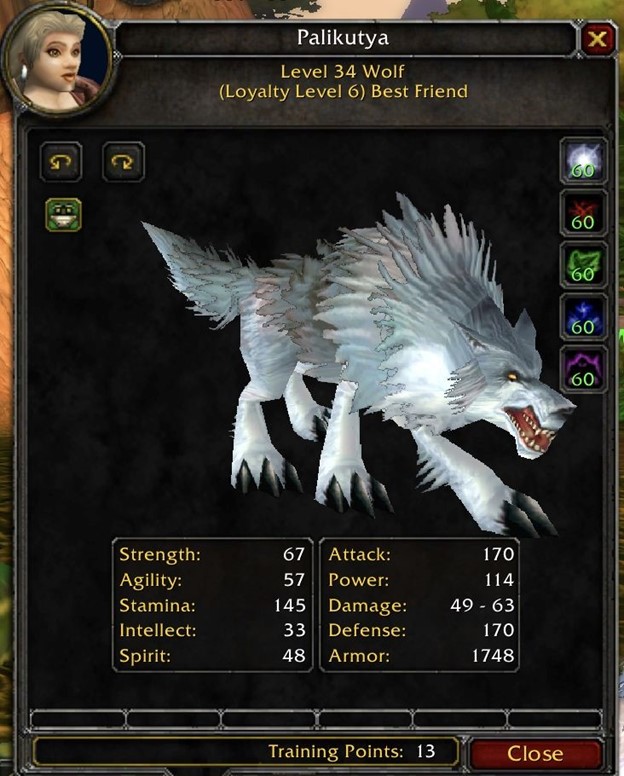 Palikutya
Level 34 Wolf
(Loyalty Level 6) Best Friend
60
60
60
60
60
Strength: 67
Agility: 57
Stamina: 145
Intellect: 33
Spirit: 48
Attack: 170
Power: 114
Damage: 49 - 63
Defense: 170
Armor: 1748
Training Points: 13
Close